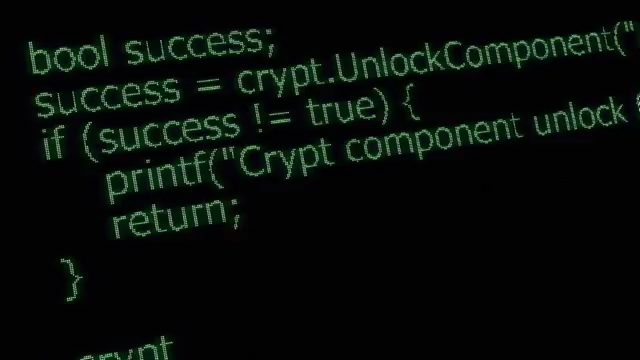 bool success;
success = crypt.UnlockComponent("
if (success != true) {
printf("Crypt component unlock
return;
}
crypt